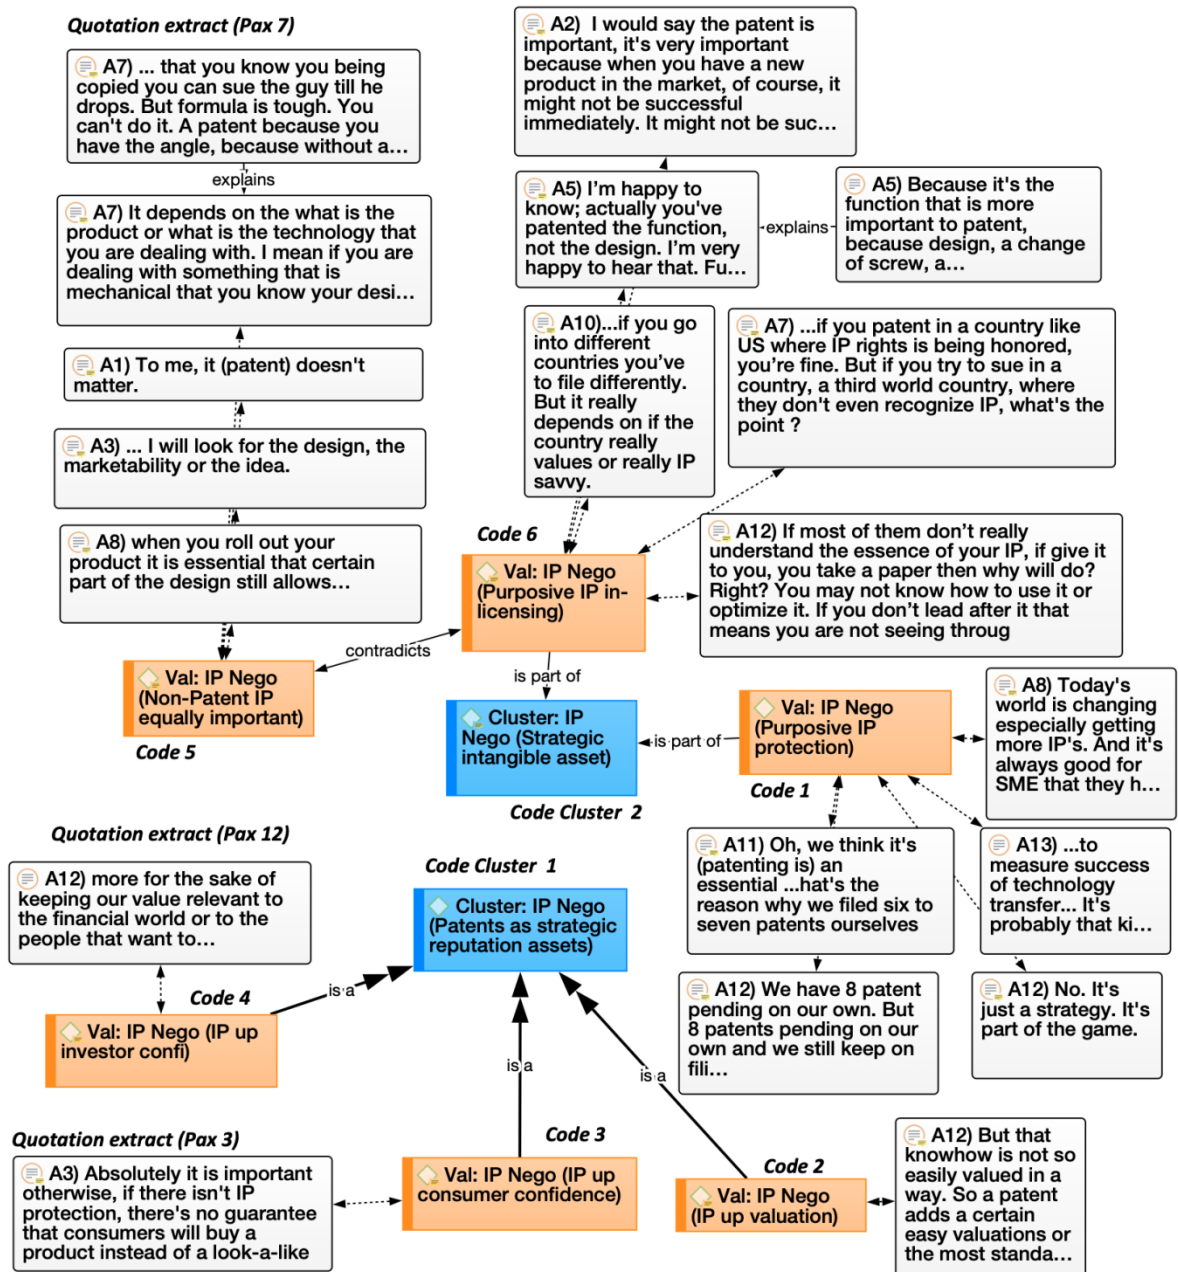 Quotation extract (Pax 7)
A7) ... that you know you being
copied you can sue the guy till he
drops. But formula is tough. You
can't do it. A patent because you
have the angle, because without a...
explains
A7) It depends on the what is the
product or what is the technology that
you are dealing with. I mean if you are
dealing with something that is
mechanical that you know your desi...
A1) To me, it (patent) doesn't
matter.
A3) ... I will look for the design, the
marketability or the idea.
A8) when you roll out your
product it is essential that certain
part of the design still allows...
Val: IP Nego
(Non-Patent IP
equally important)
Code 5
contradicts
A2)  I would say the patent is
important, it's very important
because when you have a new
product in the market, of course, it
might not be successful
immediately. It might not be suc...
A5) I'm happy to
know; actually you've
patented the function,
not the design. I'm very
happy to hear that. Fu...
explains
A5) Because it's the
function that is more
important to patent,
because design, a change
of screw, a...
A10)...if you go
into different
countries you've
to file differently.
But it really
depends on if the
country really
values or really IP
savvy.
A7) ...if you patent in a country like
US where IP rights is being honored,
you're fine. But if you try to sue in a
country, a third world country, where
they don't even recognize IP, what's the
point ?
Code 6
Val: IP Nego
(Purposive IP in-
licensing)
A12) If most of them don't really
understand the essence of your IP, if give it
to you, you take a paper then why will do?
Right? You may not know how to use it or
optimize it. If you don't lead after it that
means you are not seeing throug
is part of
Cluster: IP
Nego (Strategic
intangible asset)
Code Cluster  2
is part of
Val: IP Nego
(Purposive IP
protection)
Code 1
A8) Today's
world is changing
especially getting
more IP's. And it's
always good for
SME that they h...
A11) Oh, we think it's
(patenting is) an
essential ...hat's the
reason why we filed six to
seven patents ourselves
A13) ...to
measure success
of technology
transfer... It's
probably that ki...
A12) We have 8 patent
pending on our own. But
8 patents pending on our
own and we still keep on
fili...
A12) No. It's
just a strategy. It's
part of the game.
Quotation extract (Pax 12)
A12) more for the sake of
keeping our value relevant to
the financial world or to the
people that want to...
Code 4
Val: IP Nego (IP up
investor confi)
is a
Code Cluster  1
Cluster: IP Nego
(Patents as strategic
reputation assets)
is a
is a
Quotation extract (Pax 3)
A3) Absolutely it is important
otherwise, if there isn't IP
protection, there's no guarantee
that consumers will buy a
product instead of a look-a-like
Code 3
Val: IP Nego (IP up
consumer confidence)
Code 2
Val: IP Nego
(IP up valuation)
A12) But that
knowhow is not so
easily valued in a
way. So a patent
adds a certain
easy valuations or
the most standa...